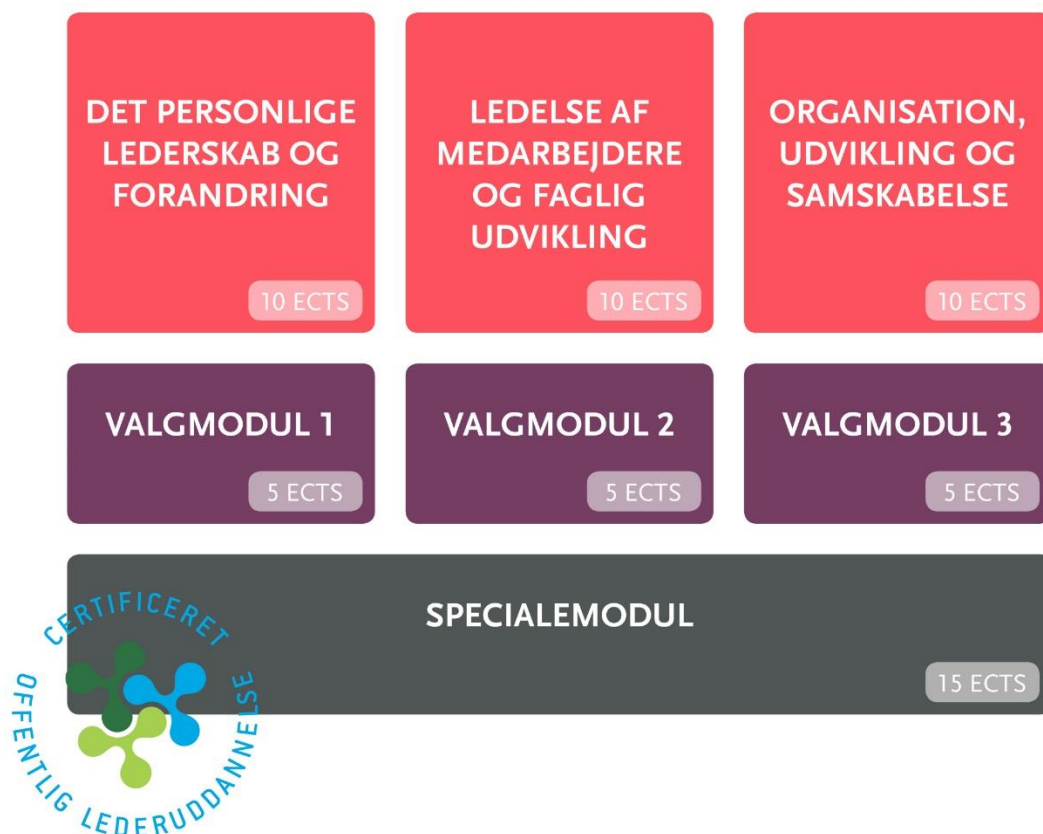 DET PERSONLIGE
LEDERSKAB OG
FORANDRING
10 ECTS
LEDELSE AF
MEDARBEJDERE
OG FAGLIG
UDVIKLING
10 ECTS
ORGANISATION,
UDVIKLING OG
SAMSKABELSE
10 ECTS
VALGMODUL 1
5 ECTS
VALGMODUL 2
5 ECTS
VALGMODUL 3
5 ECTS
SPECIALEMODUL
15 ECTS
CERTIFICERET
OFFENTLIG LEDERUDDANNELSE